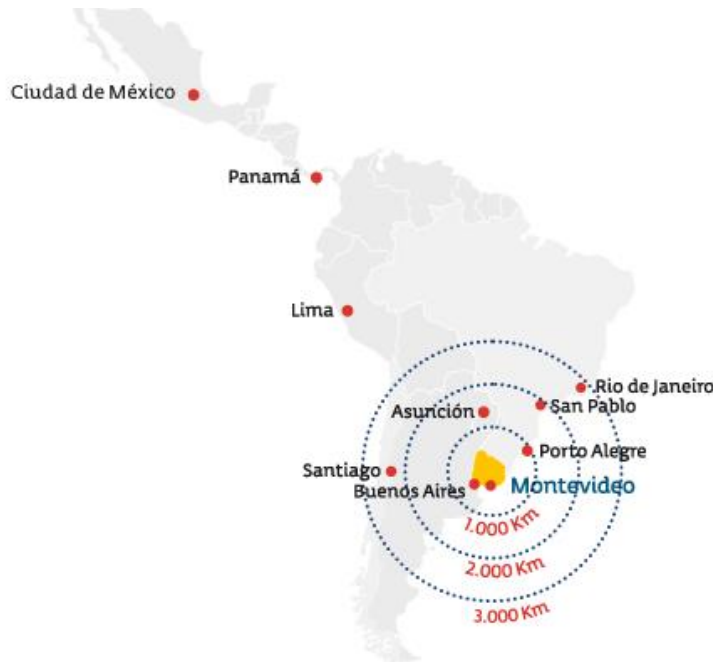 Ciudad de México
Panamá
Lima
Rio de Janeiro
San Pablo
Asunción
Porto Alegre
Santiago
Buenos Aires
Montevideo
1.000 Km
2.000 Km
3.000 Km